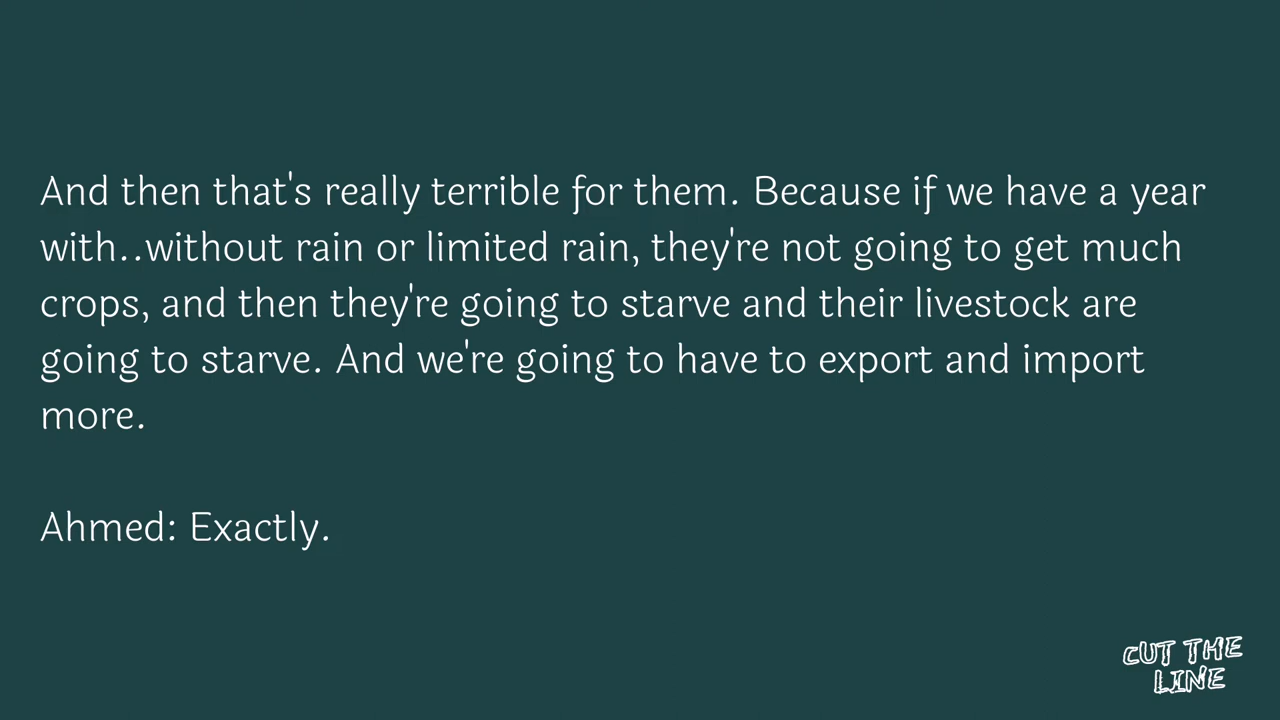 And then that's really terrible for them. Because if we have a year
with..without rain or limited rain, they're not going to get much
crops, and then they're going to starve and their livestock are
going to starve. And we're going to have to export and import
more.
Ahmed: Exactly.
CUT THE
LINE